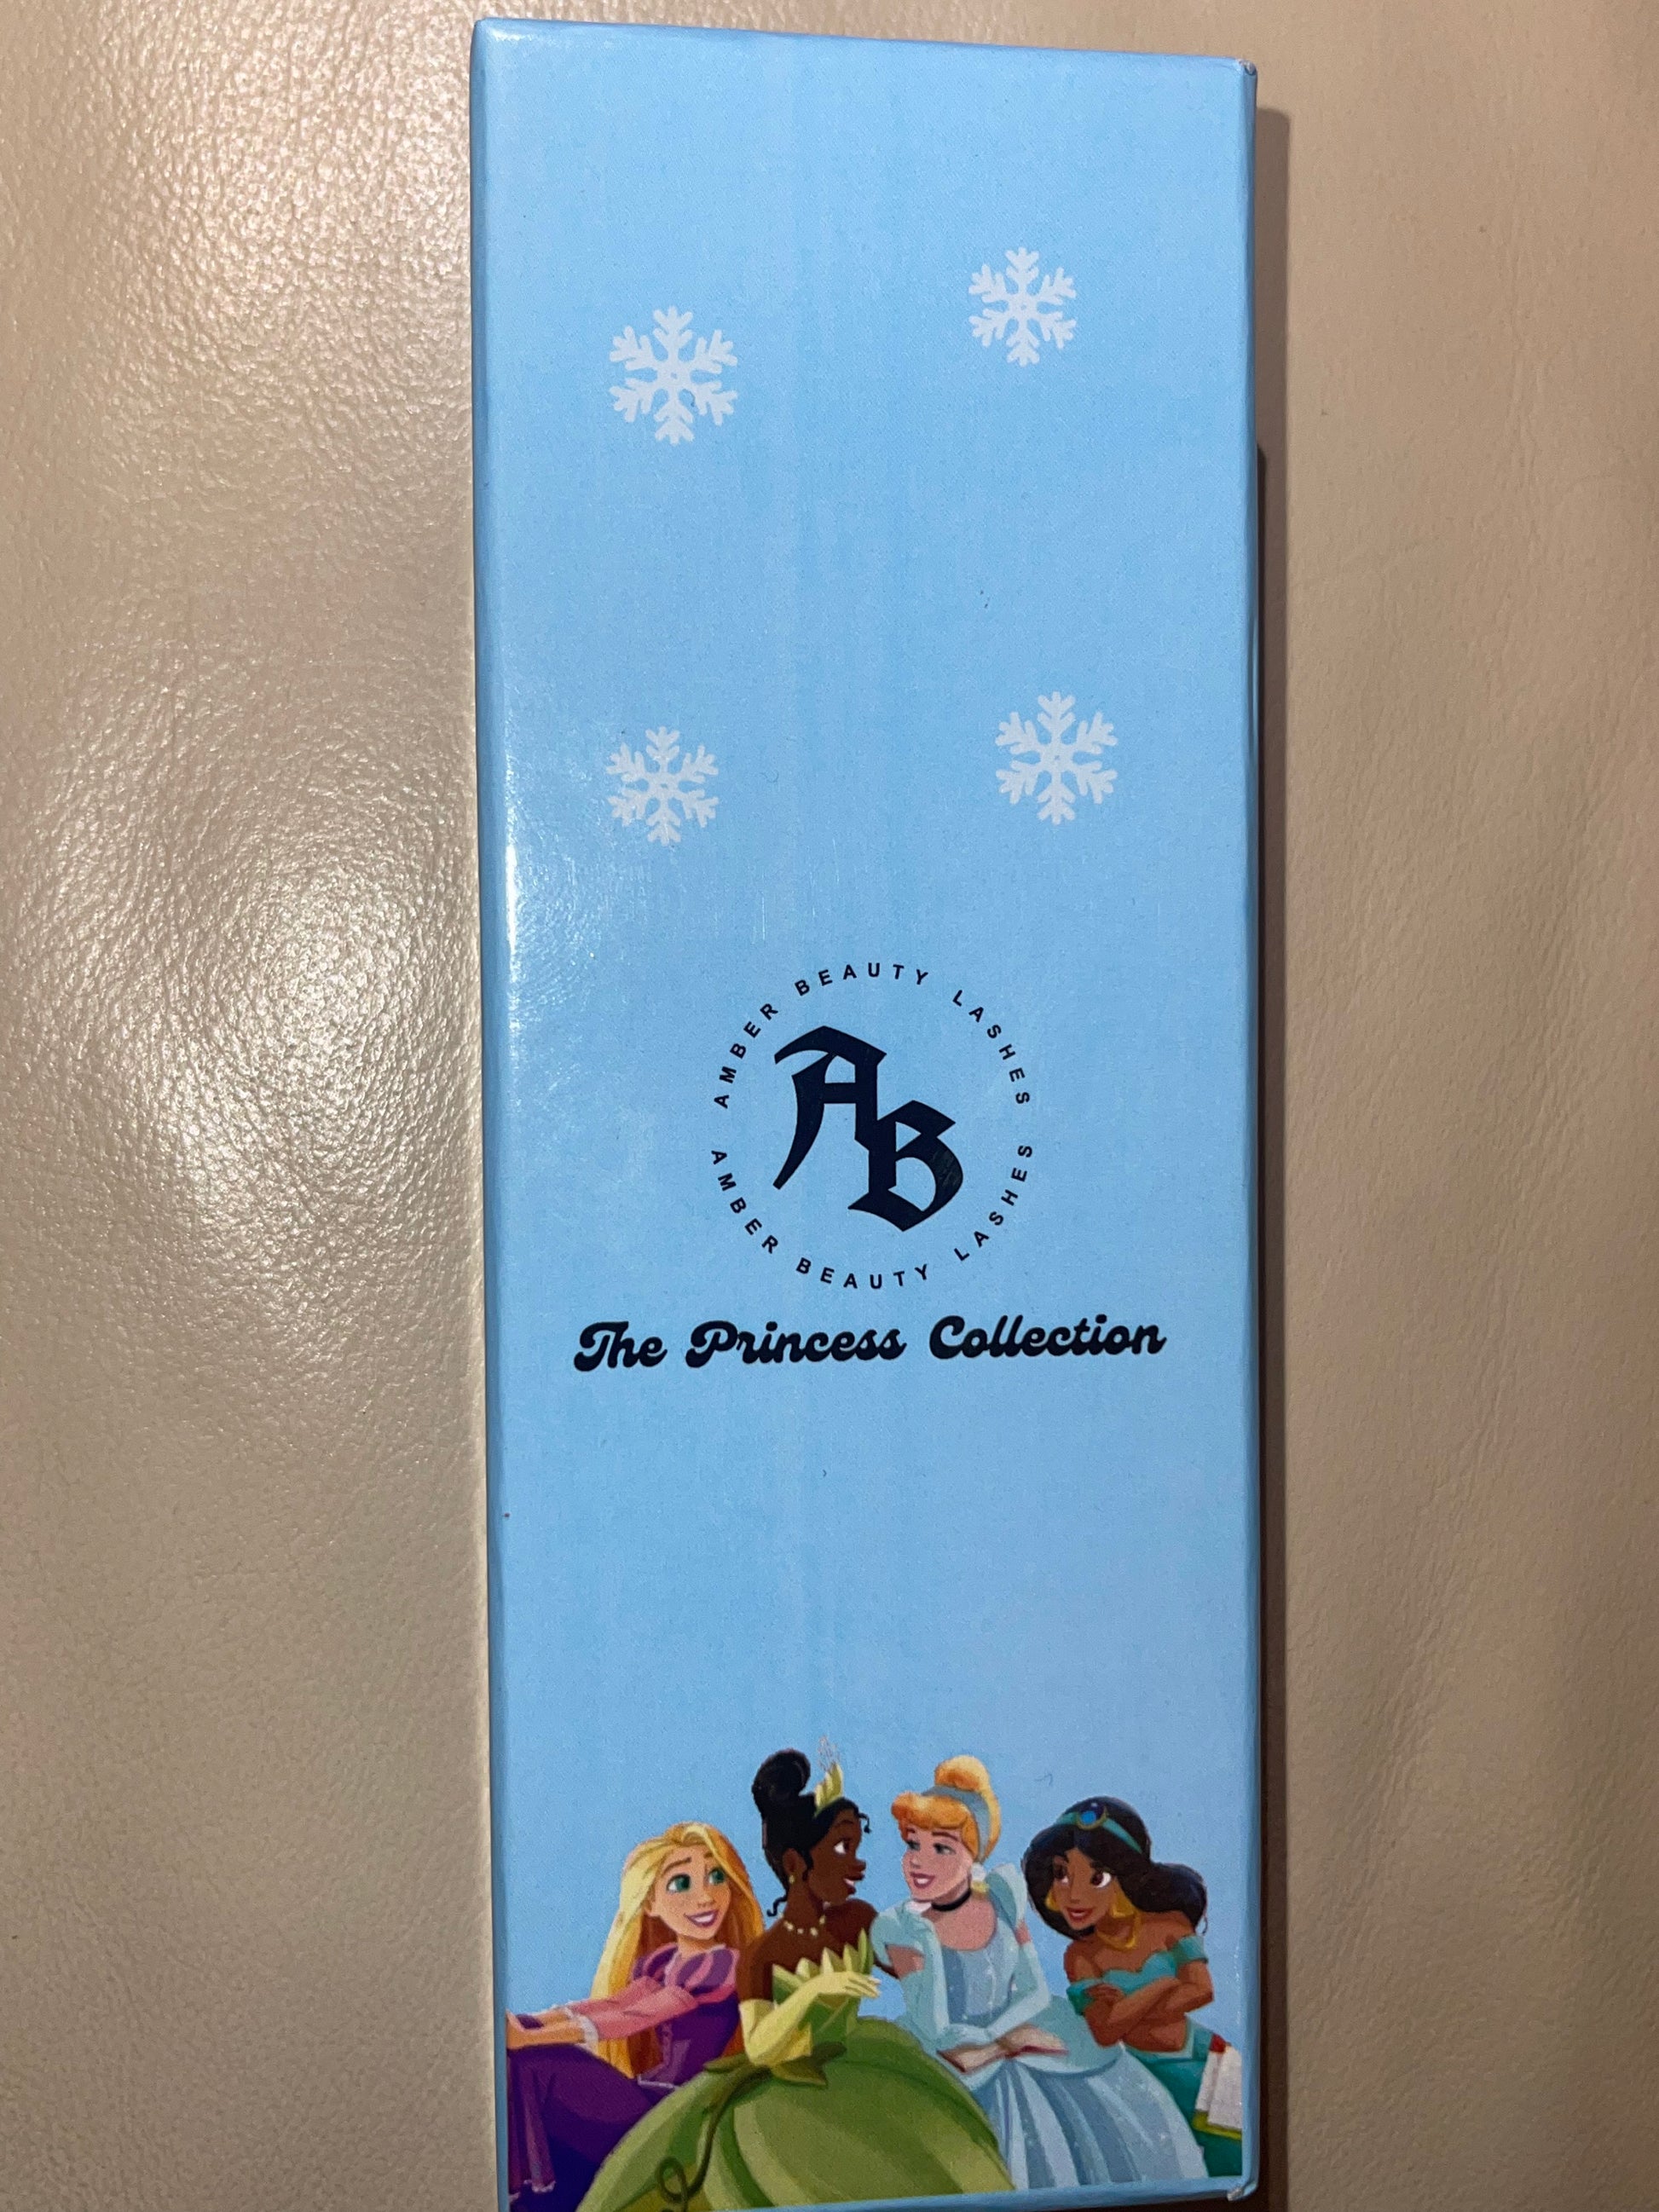 AMBER BEAUTY LASHES
AB
AMBER BEAUTY LASHES
The Princess Collection